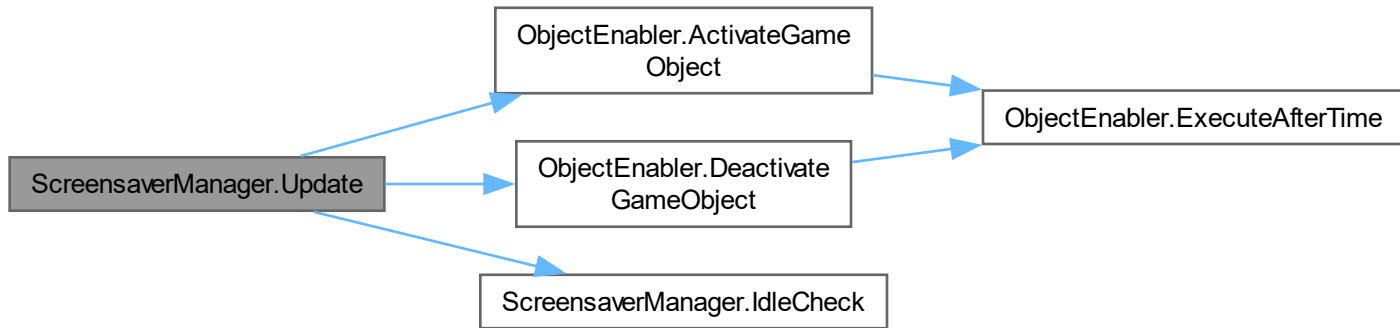 ObjectEnabler.ActivateGame
Object
ObjectEnabler.ExecuteAfterTime
ObjectEnabler.Deactivate
GameObject
ScreensaverManager.Update
ScreensaverManager.IdleCheck